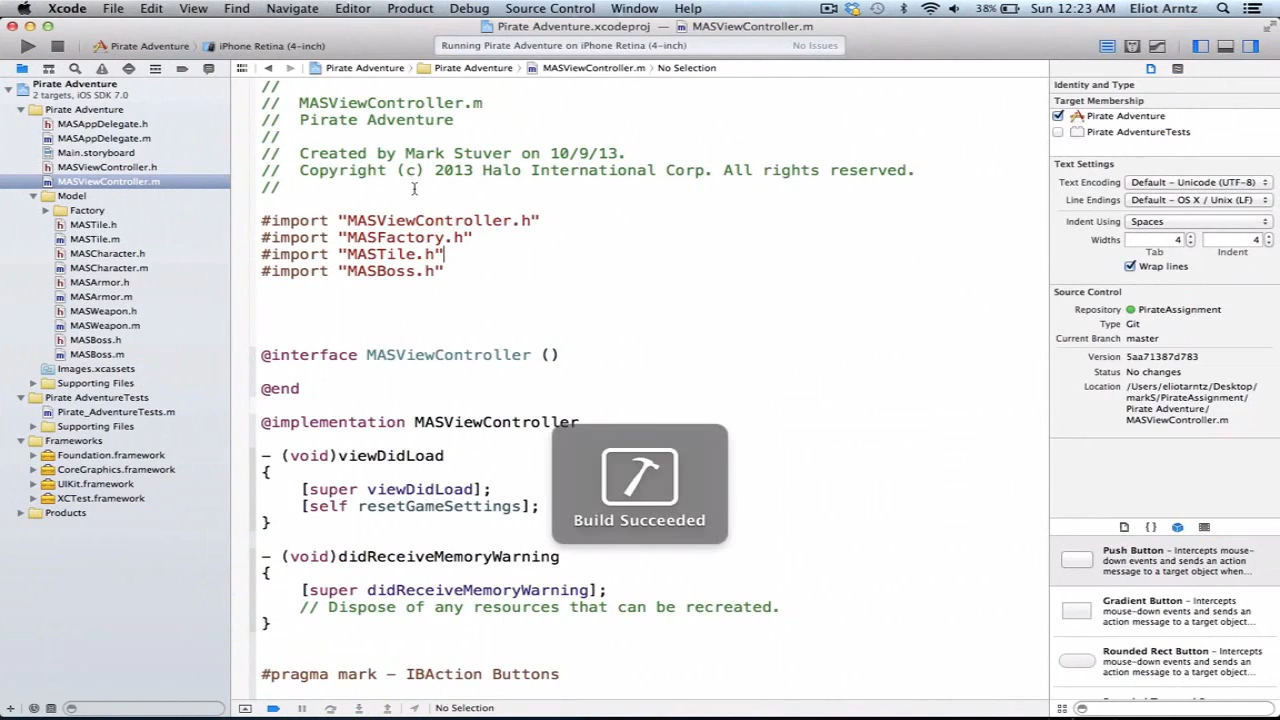 Xcode File Edit View Find Navigate Editor Product Debug Source Control Window Help 38% Sun 12:23 AM Eliot Arntz
Pirate Adventure.xcodeproj — MASViewController.m
Pirate Adventure iPhone Retina (4-inch) Running Pirate Adventure on iPhone Retina (4-inch) No Issues
Pirate Adventure Pirate Adventure MASViewController.m No Selection
Pirate Adventure
2 targets, iOS SDK 7.0
Pirate Adventure
MASAppDelegate.h
MASAppDelegate.m
Main.storyboard
MASViewController.h
MASViewController.m
Model
Factory
MASTile.h
MASTile.m
MASCharacter.h
MASCharacter.m
MASArmor.h
MASArmor.m
MASWeapon.h
MASWeapon.m
MASBoss.h
MASBoss.m
Images.xcassets
Supporting Files
Pirate AdventureTests
Pirate_AdventureTests.m
Supporting Files
Frameworks
Foundation.framework
CoreGraphics.framework
UIKit.framework
XCTest.framework
Products
//
// MASViewController.m
// Pirate Adventure
//
// Created by Mark Stuver on 10/9/13.
// Copyright (c) 2013 Halo International Corp. All rights reserved.
//
#import "MASViewController.h"
#import "MASFactory.h"
#import "MASTile.h"
#import "MASBoss.h"
@interface MASViewController ()
@end
@implementation MASViewController
- (void)viewDidLoad
{
[super viewDidLoad];
[self resetGameSettings];
}
- (void)didReceiveMemoryWarning
{
[super didReceiveMemoryWarning];
// Dispose of any resources that can be recreated.
}
#pragma mark – IBAction Buttons
Build Succeeded
No Selection
Identity and Type
Target Membership
Pirate Adventure
Pirate AdventureTests
Text Settings
Text Encoding Default - Unicode (UTF-8)
Line Endings Default - OS X / Unix (LF)
Indent Using Spaces
Widths 4 4
Tab Indent
Wrap lines
Source Control
Repository PirateAssignment
Type Git
Current Branch master
Version 5aa71387d783
Status No changes
Location /Users/eliotarntz/Desktop/
markS/PirateAssignment/
Pirate Adventure/
MASViewController.m
Push Button – Intercepts mouse-
down events and sends an action
message to a target object when...
Gradient Button – Intercepts
mouse-down events and sends an
action message to a target object...
Rounded Rect Button – Intercepts
mouse-down events and sends an
action message to a target object...